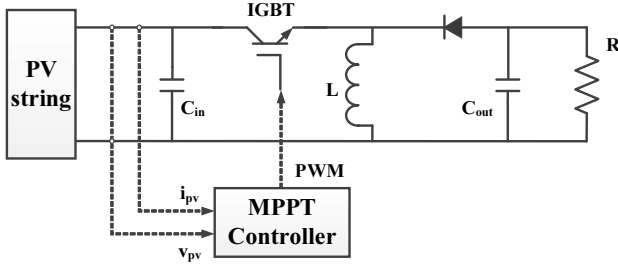 IGBT
PV
string
C_in
L
C_out
R
PWM
i_pv
MPPT
Controller
v_pv